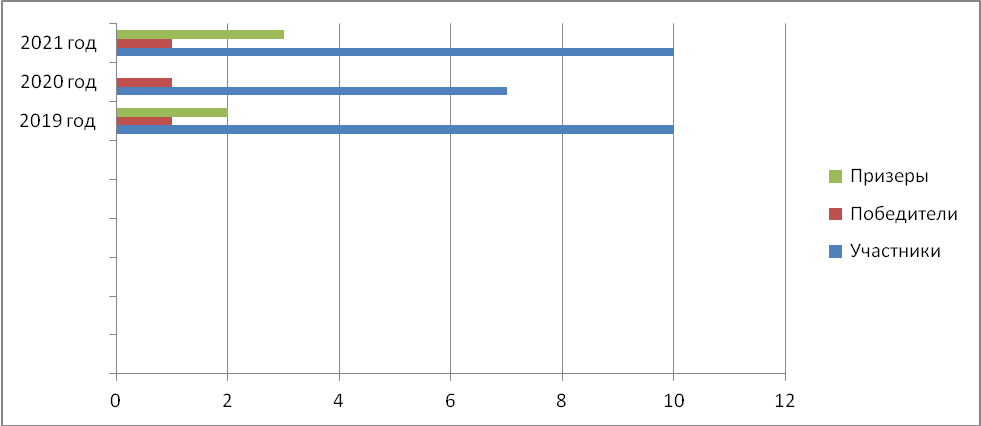 2021 год
2020 год
2019 год
Призеры
Победители
Участники
0 2 4 6 8 10 12